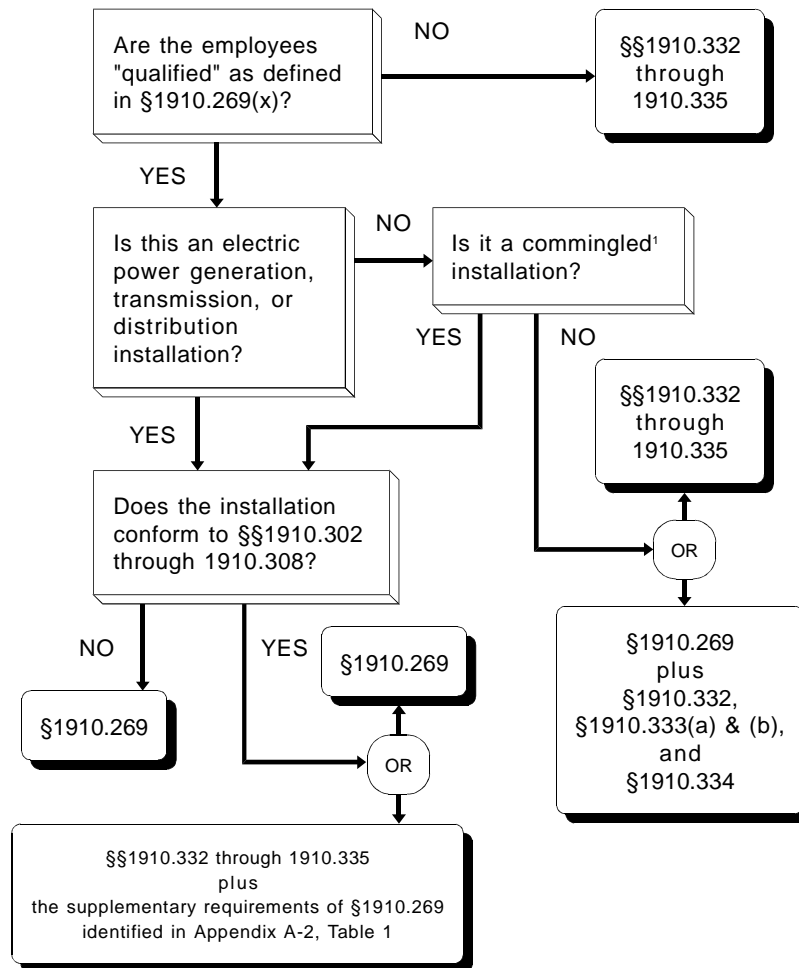 Are the employees
"qualified" as defined
in §1910.269(x)?
NO
§§1910.332
through
1910.335
YES
Is this an electric
power generation,
transmission, or
distribution
installation?
NO
Is it a commingled¹
installation?
YES
NO
§§1910.332
through
1910.335
OR
§1910.269
plus
§1910.332,
§1910.333(a) & (b),
and
§1910.334
YES
Does the installation
conform to §§1910.302
through 1910.308?
NO
§1910.269
YES
§1910.269
OR
§§1910.332 through 1910.335
plus
the supplementary requirements of §1910.269
identified in Appendix A-2, Table 1